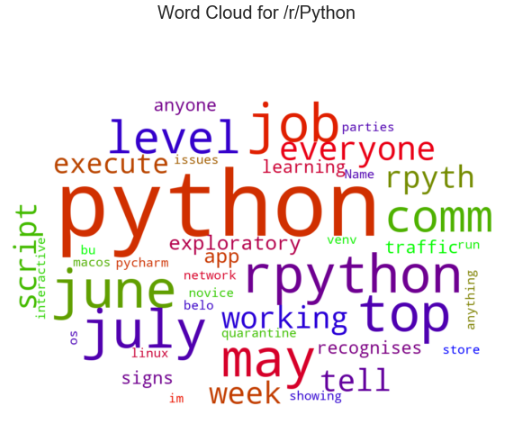 Word Cloud for /r/Python
anyone
job
level
parties
everyone
execute
issues
learning
Name
rpyth
python
comm
script
interactive
exploratory
venv
traffic
run
bu
app
macos
pycharm
rpython
network
june
novice
anything
belo
top
july
working
quarantine
os
linux
may
recognises
store
signs
tell
week
showing
im